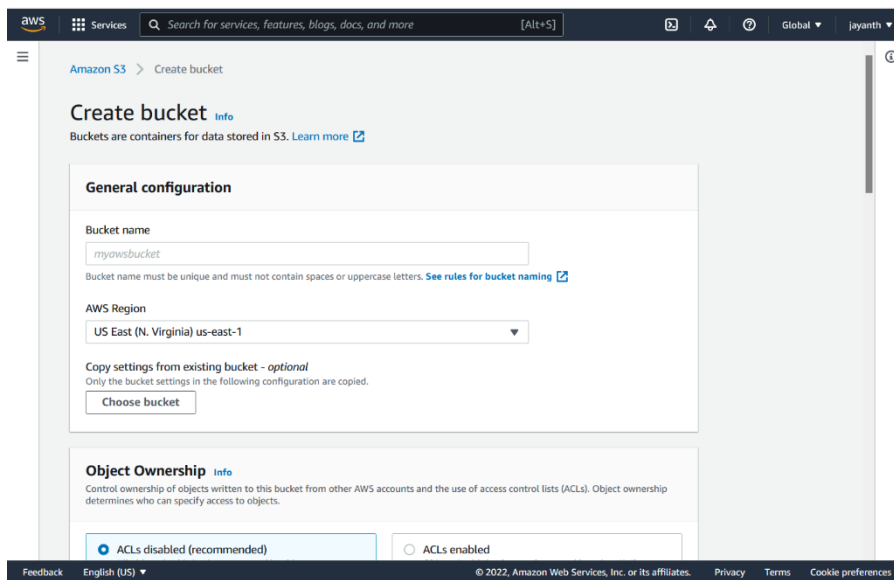 aws Services Search for services, features, blogs, docs, and more [Alt+S] Global ▼ jayanth ▼
Amazon S3 > Create bucket
Create bucket Info
Buckets are containers for data stored in S3. Learn more
General configuration
Bucket name
myawsbucket
Bucket name must be unique and must not contain spaces or uppercase letters. See rules for bucket naming
AWS Region
US East (N. Virginia) us-east-1
Copy settings from existing bucket - optional
Only the bucket settings in the following configuration are copied.
Choose bucket
Object Ownership Info
Control ownership of objects written to this bucket from other AWS accounts and the use of access control lists (ACLs). Object ownership
determines who can specify access to objects.
ACLs disabled (recommended) ACLs enabled
Feedback English (US) ▼ © 2022, Amazon Web Services, Inc. or its affiliates. Privacy Terms Cookie preferences